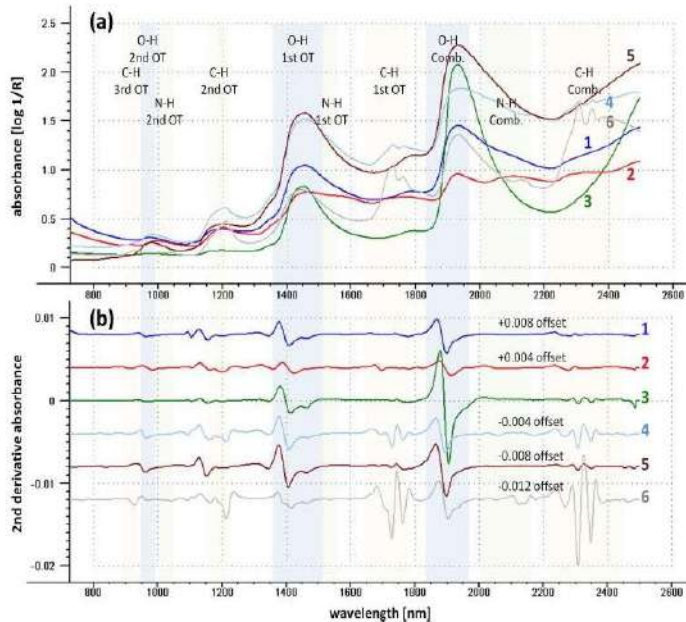 (a)
O-H
2nd OT
C-H
3rd OT
N-H
2nd OT
C-H
2nd OT
O-H
1st OT
N-H
1st OT
C-H
1st OT
O-H
Comb.
N-H
Comb.
C-H
Comb.
5
4
6
1
2
3
absorbance [log 1/R]
2.5
2.0
1.5
1.0
0.5
0.0
800 1000 1200 1400 1600 1800 2000 2200 2400 2600
(b)
2nd derivative absorbance
0.01
0
-0.01
-0.02
+0.008 offset 1
+0.004 offset 2
3
-0.004 offset 4
-0.008 offset 5
-0.012 offset 6
800 1000 1200 1400 1600 1800 2000 2200 2400 2600
wavelength [nm]